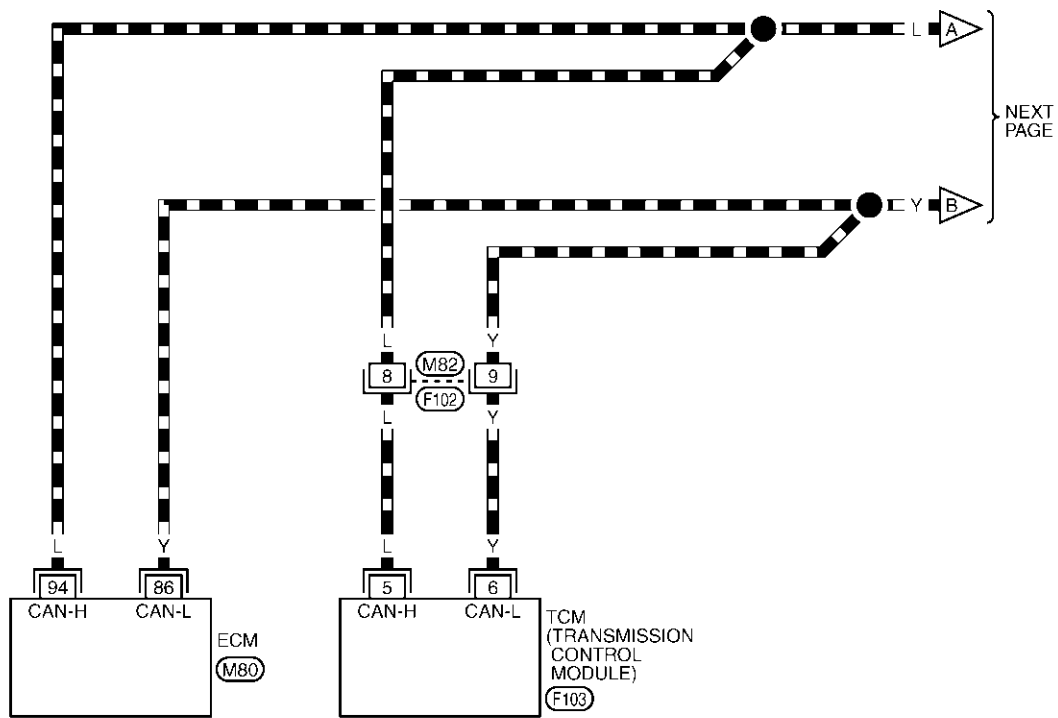 L A
NEXT
PAGE
Y B
L Y
8 M82 9
F102
L Y
L Y L Y
94 86 5 6
CAN-H CAN-L CAN-H CAN-L
ECM
M80
TCM
(TRANSMISSION
CONTROL
MODULE)
F103